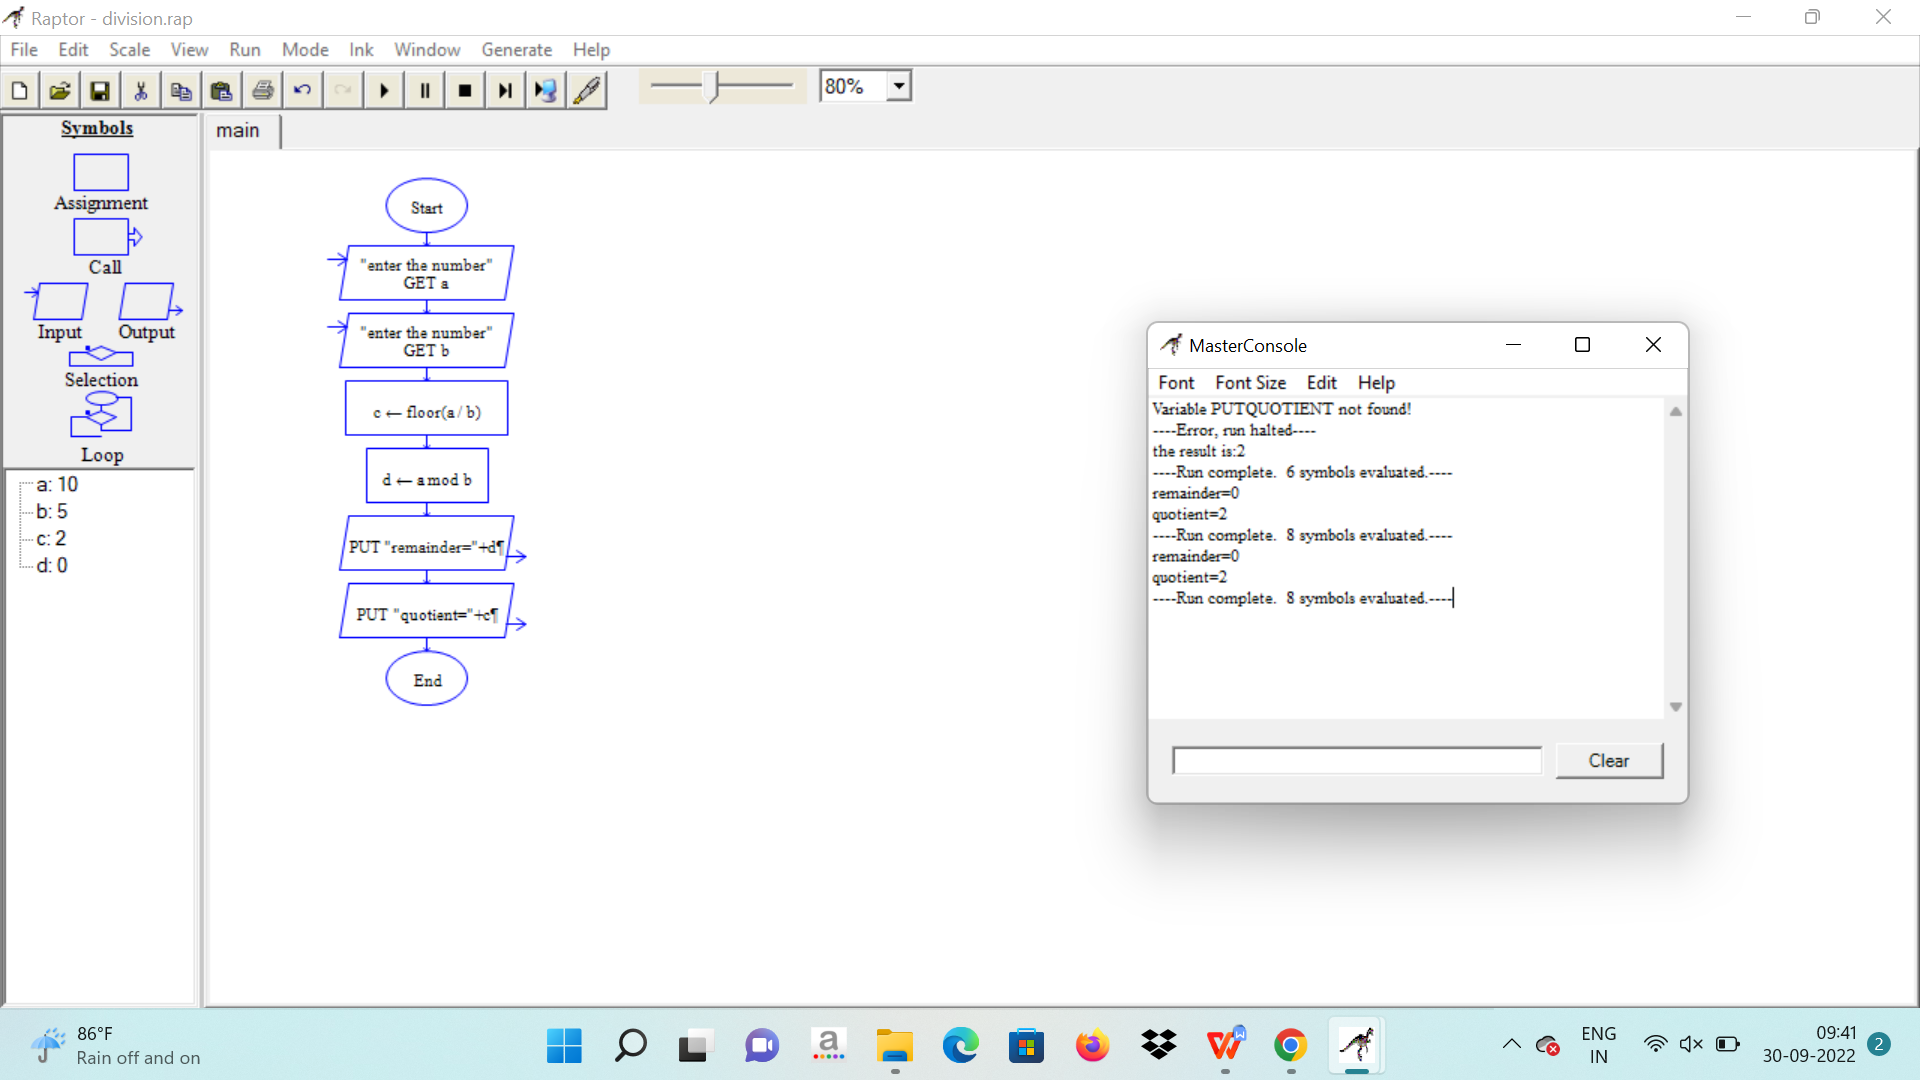 Raptor - division.rap
File Edit Scale View Run Mode Ink Window Generate Help
80%
Symbols
Assignment
Call
Input Output
Selection
Loop
a: 10
b: 5
c: 2
d: 0
main
Start
"enter the number"
GET a
"enter the number"
GET b
c ← floor(a / b)
d ← a mod b
PUT "remainder="+d¶
PUT "quotient="+c¶
End
MasterConsole
Font Font Size Edit Help
Variable PUTQUOTIENT not found!
----Error, run halted----
the result is:2
----Run complete. 6 symbols evaluated.----
remainder=0
quotient=2
----Run complete. 8 symbols evaluated.----
remainder=0
quotient=2
----Run complete. 8 symbols evaluated.----
Clear
86°F
Rain off and on
ENG
IN
09:41
30-09-2022
2